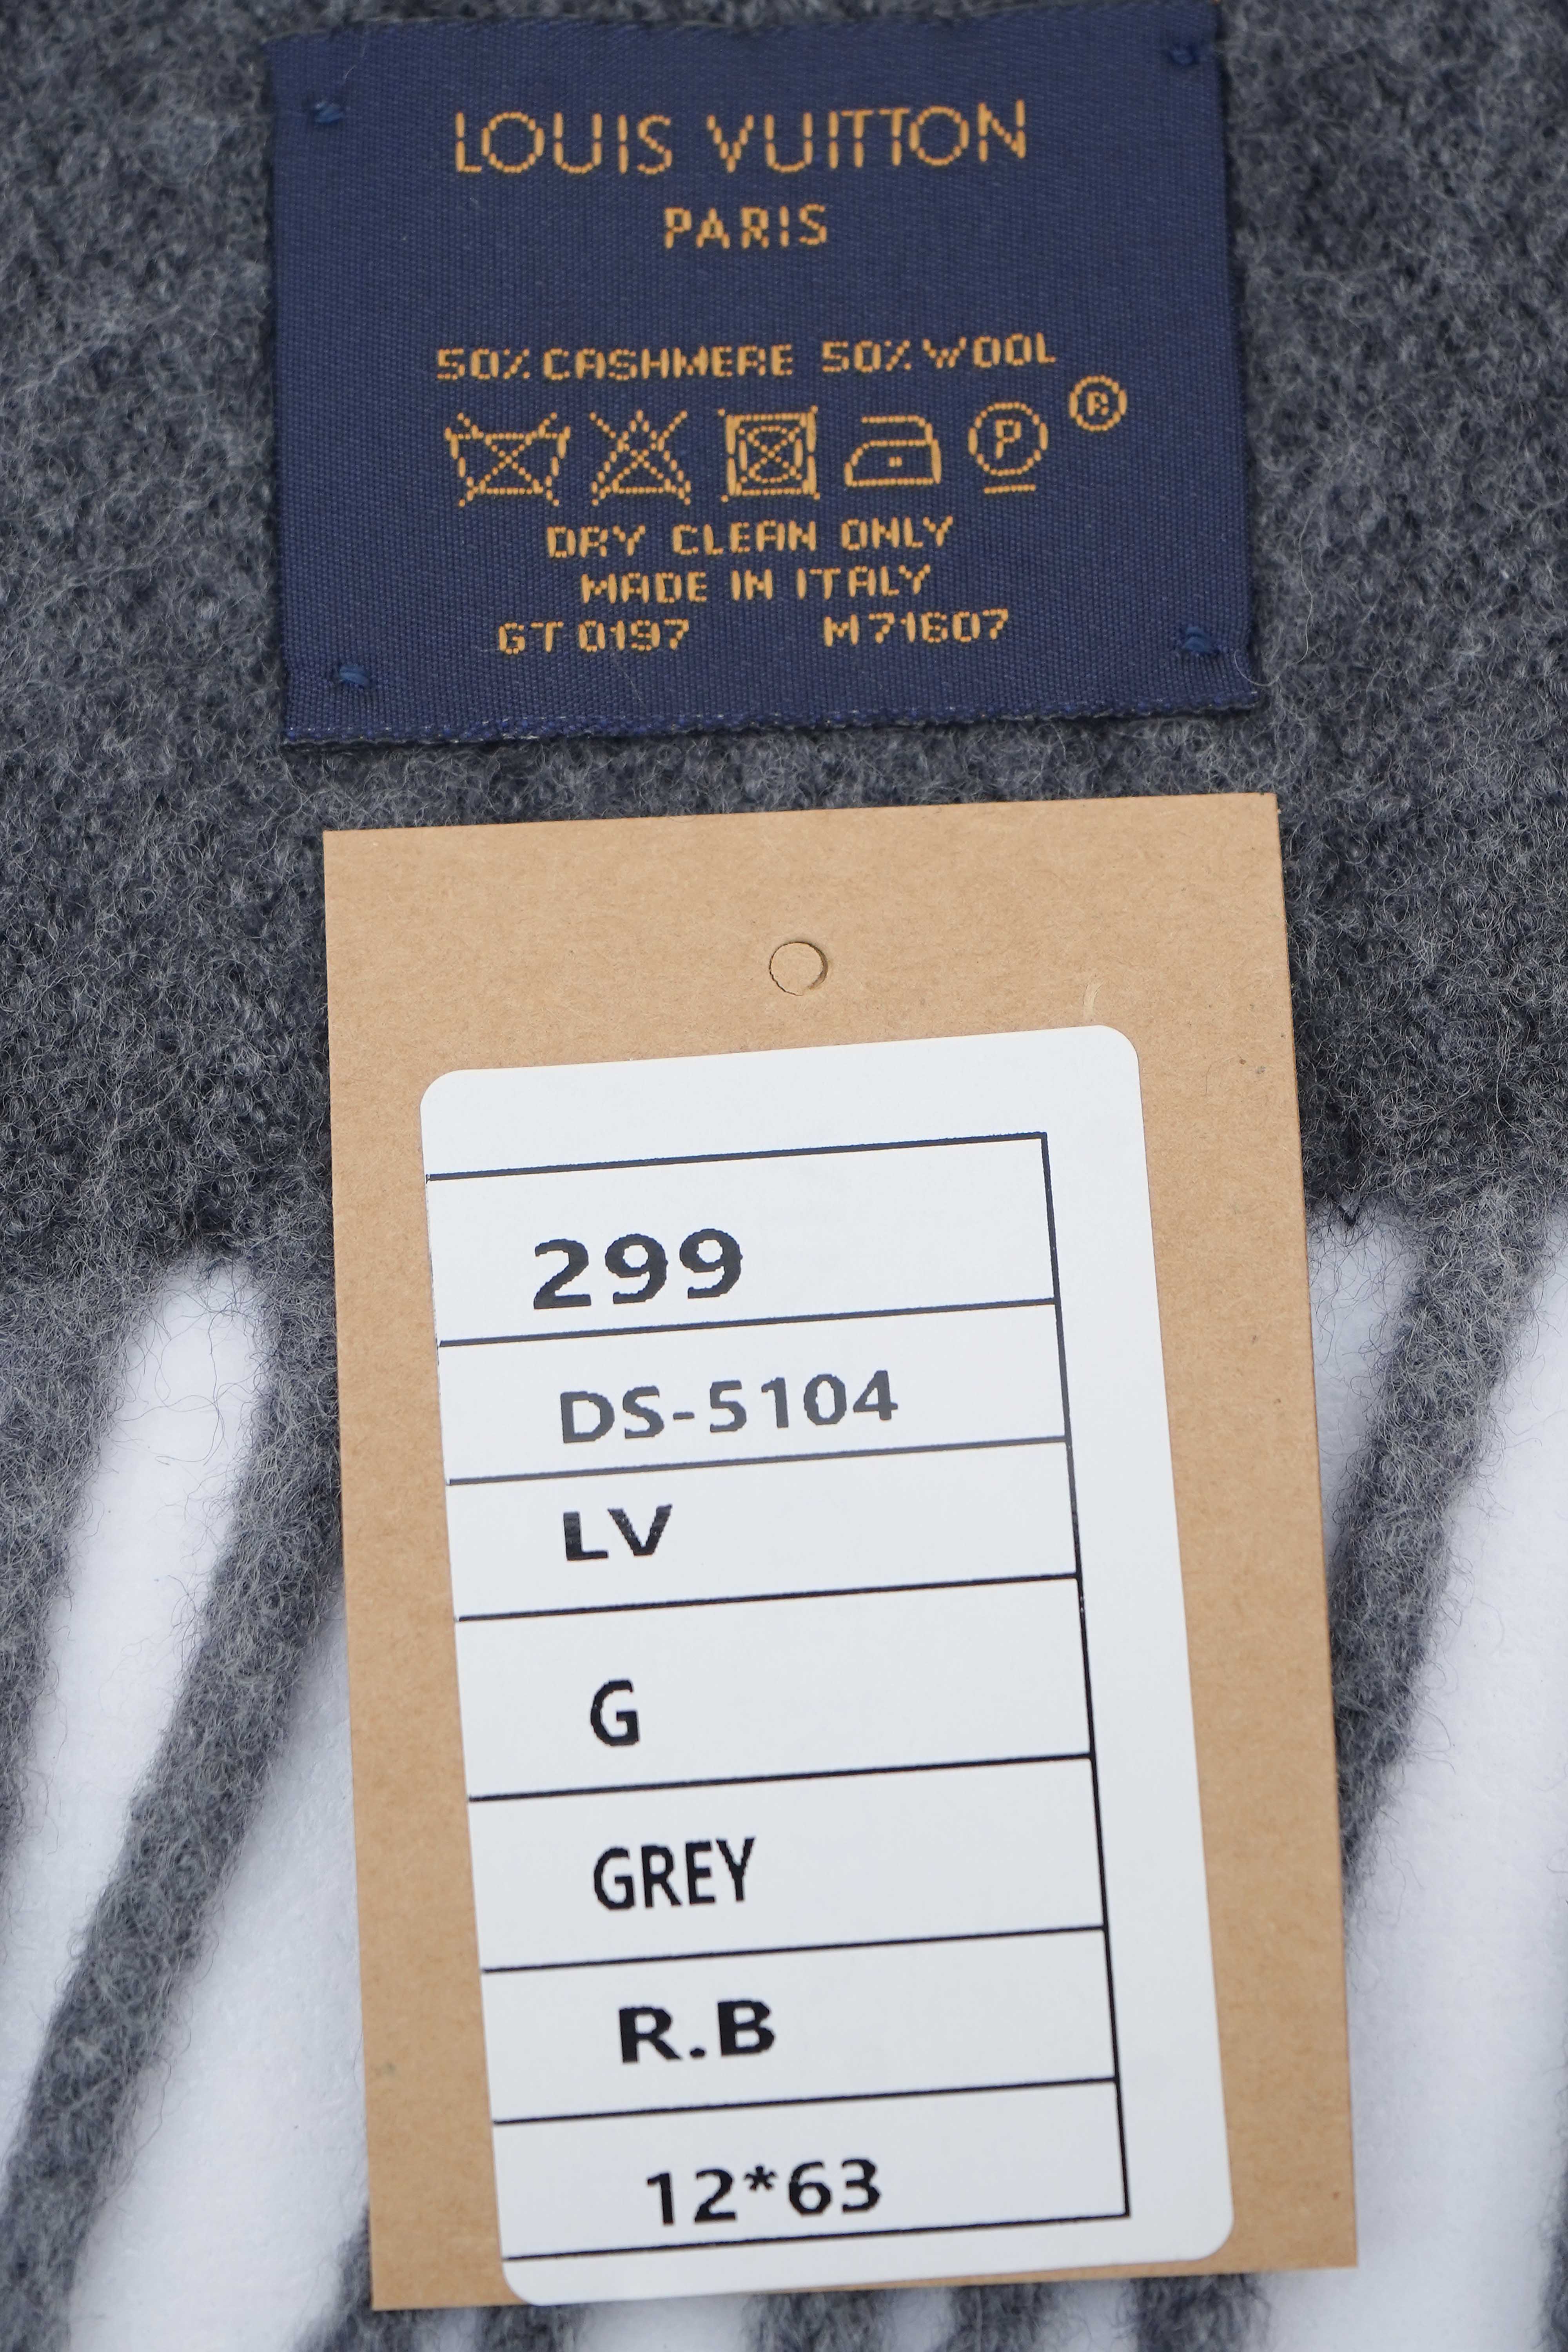 LOUIS VUITTON
PARIS
50% CASHMERE 50% WOOL
P ®
DRY CLEAN ONLY
MADE IN ITALY
GT 0197 M71607
299
DS-5104
LV
G
GREY
R.B
12*63